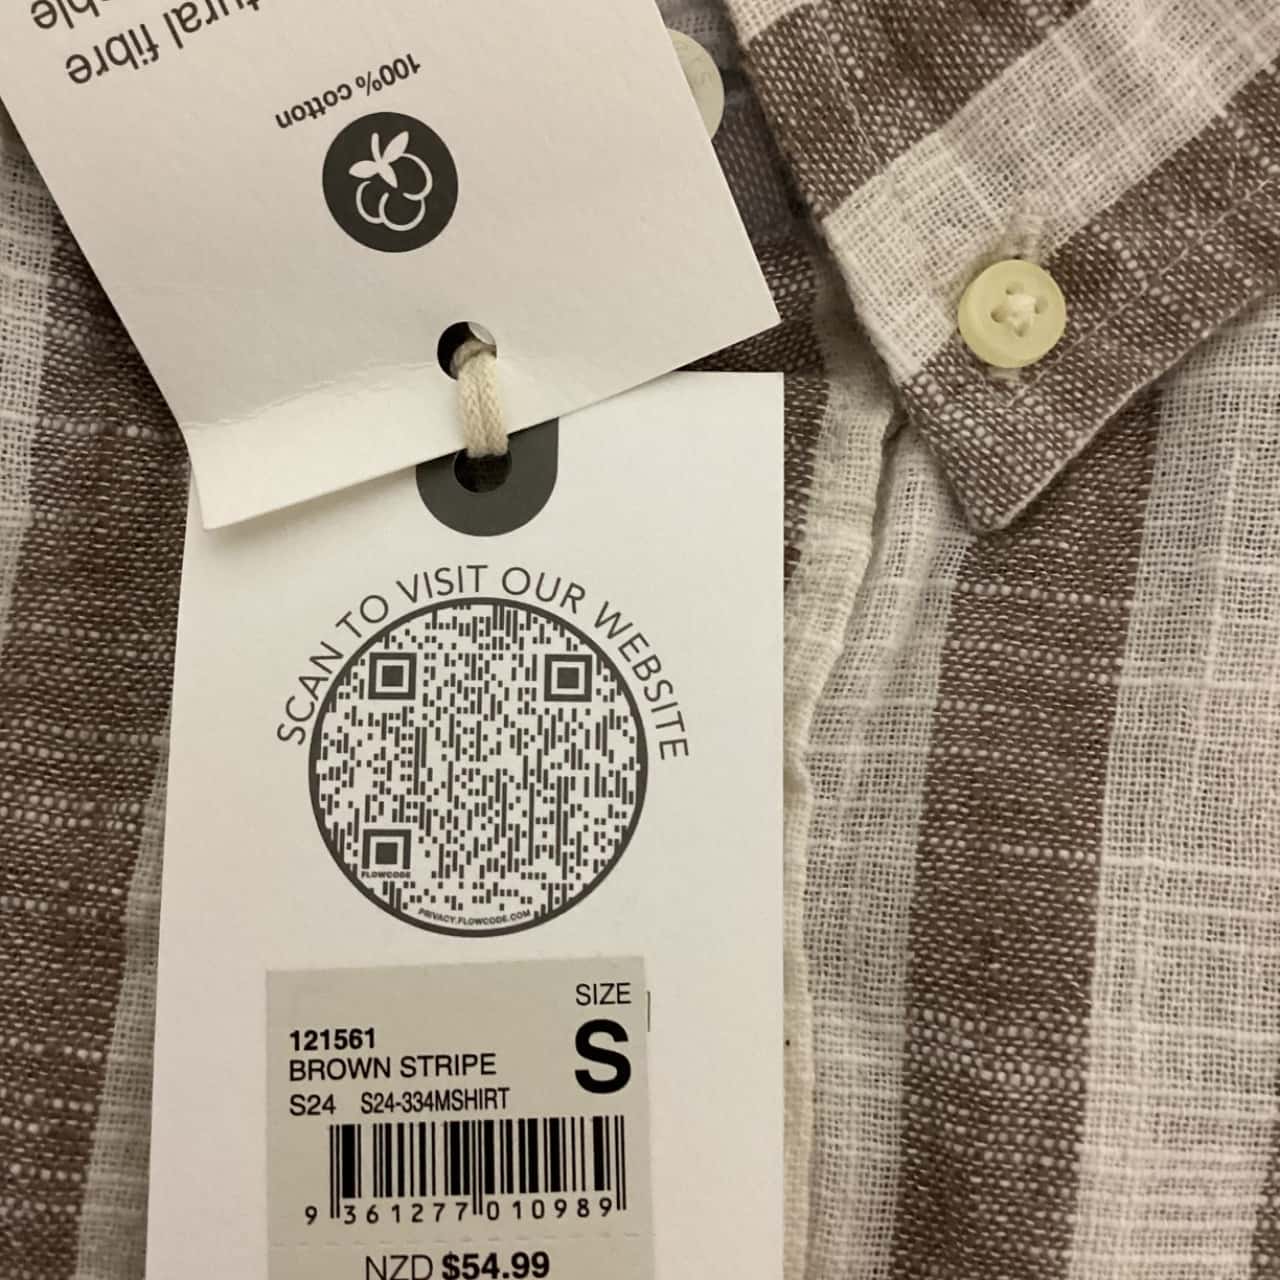 fibre
100% cotton
SCAN TO VISIT OUR WEBSITE
FLOWCODE
PRIVACY.FLOWCODE.COM
SIZE
S
121561
BROWN STRIPE
S24 S24-334MSHIRT
9 361277 010989
NZD $54.99